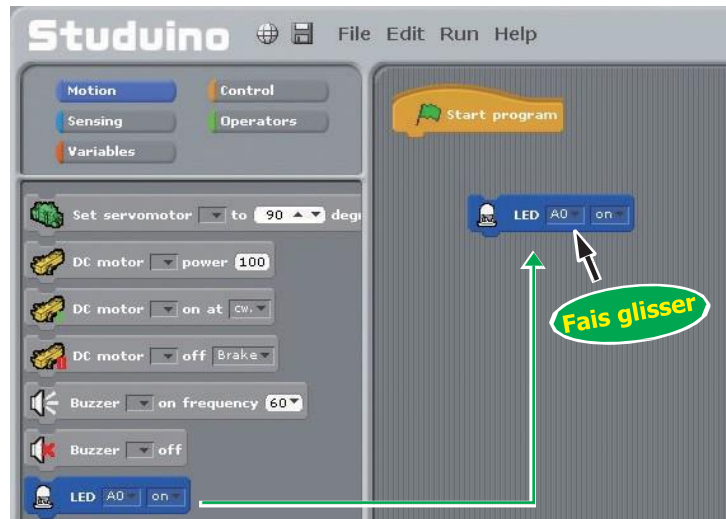 Studuino File Edit Run Help
Motion Control
Sensing Operators
Variables
Start program
LED A0 on
Fais glisser
Set servomotor to 90 degr
DC motor power 100
DC motor on at cw.
DC motor off Brake
Buzzer on frequency 60
Buzzer off
LED A0 on